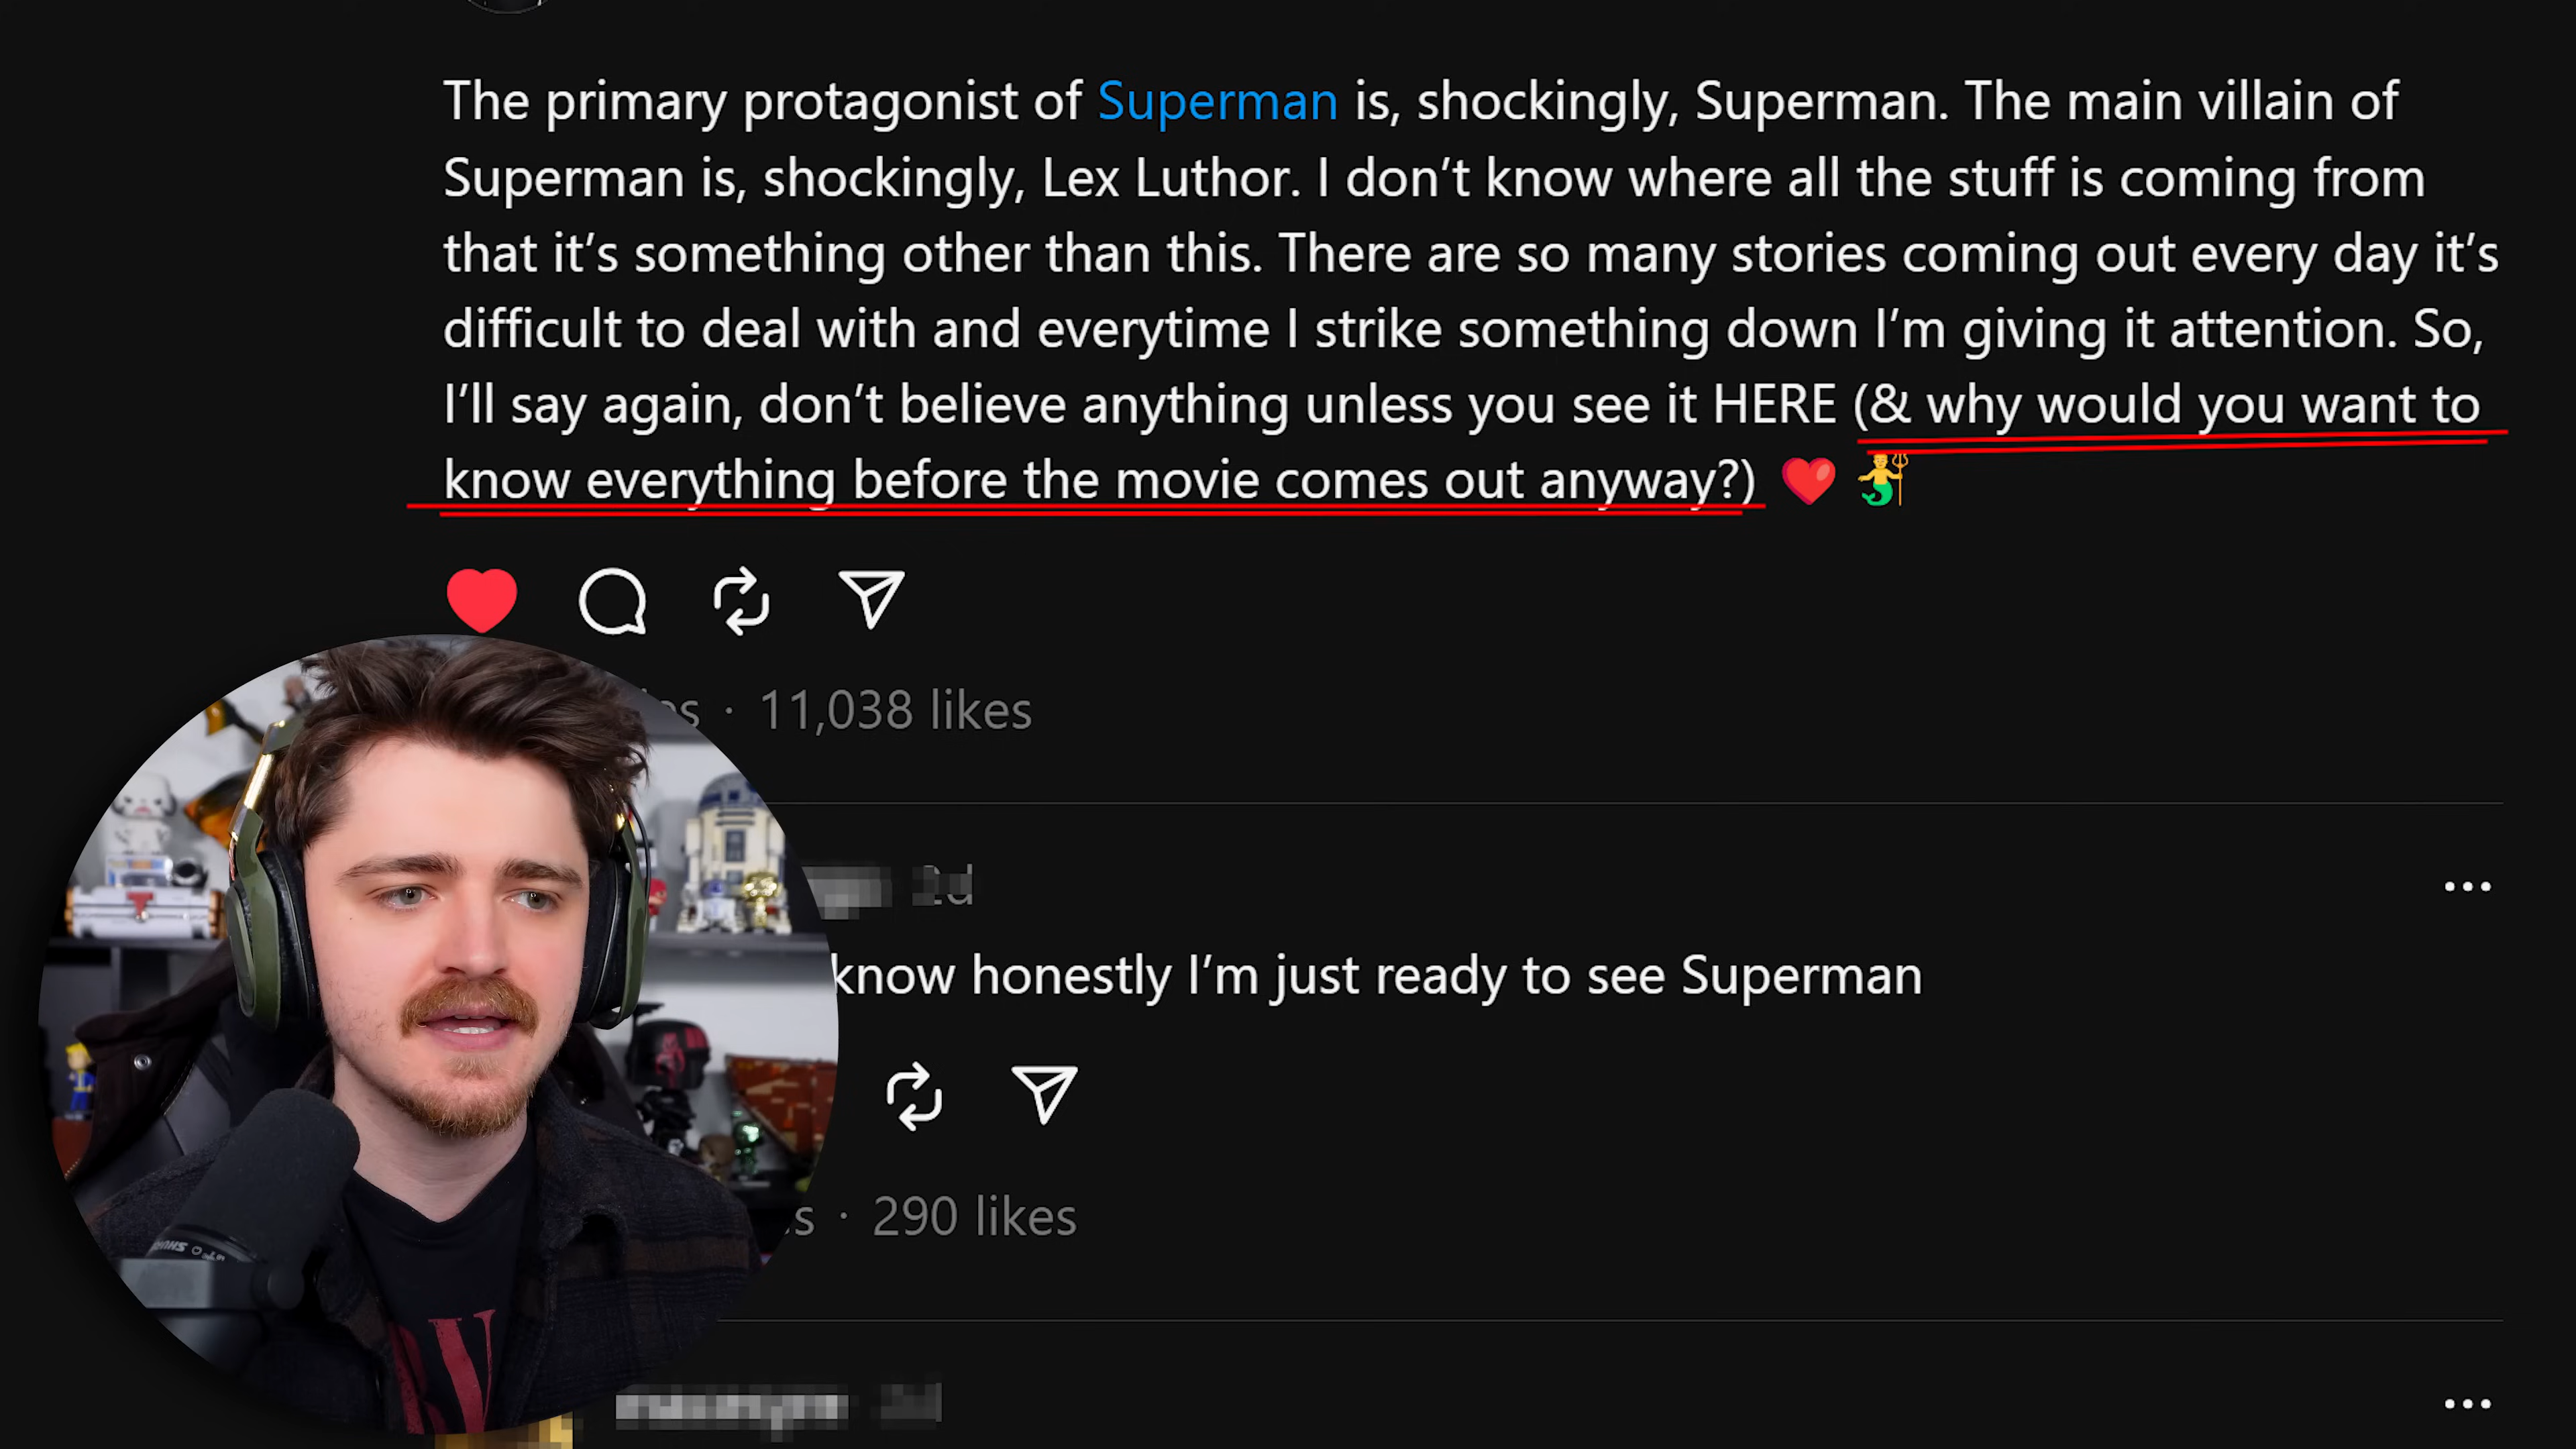 The primary protagonist of Superman is, shockingly, Superman. The main villain of
Superman is, shockingly, Lex Luthor. I don’t know where all the stuff is coming from
that it’s something other than this. There are so many stories coming out every day it’s
difficult to deal with and everytime I strike something down I’m giving it attention. So,
I’ll say again, don’t believe anything unless you see it HERE (& why would you want to
know everything before the movie comes out anyway?) ❤️ 🧜‍♂️
· 11,038 likes
2d
know honestly I’m just ready to see Superman
· 290 likes